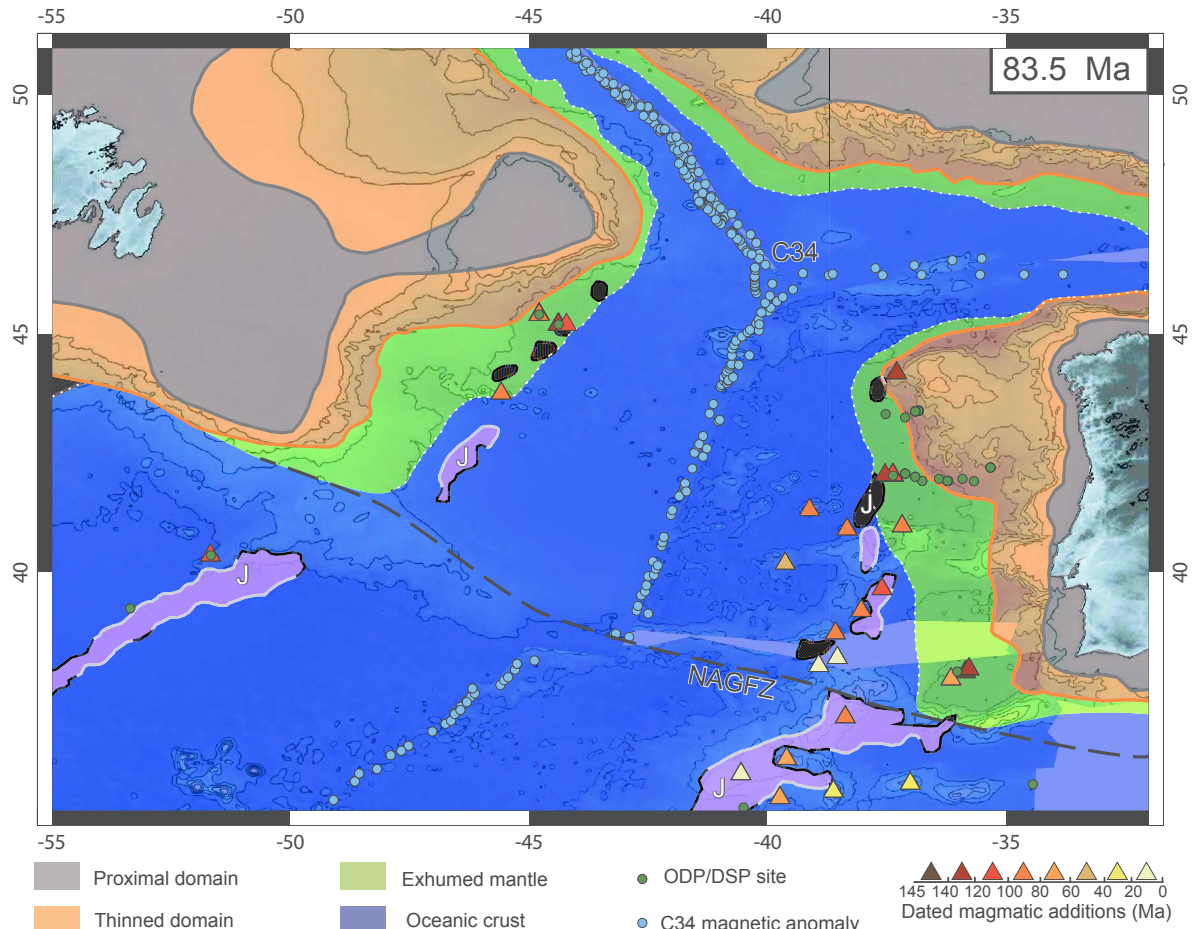 -55 -50 -45 -40 -35
83.5 Ma
50 50
C34
45 45
J
J
40 J 40
NAGFZ
J
-55 -50 -45 -40 -35
Proximal domain Exhumed mantle ODP/DSP site
145 140 120 100 80 60 40 20 0
Dated magmatic additions (Ma)
Thinned domain Oceanic crust C34 magnetic anomaly